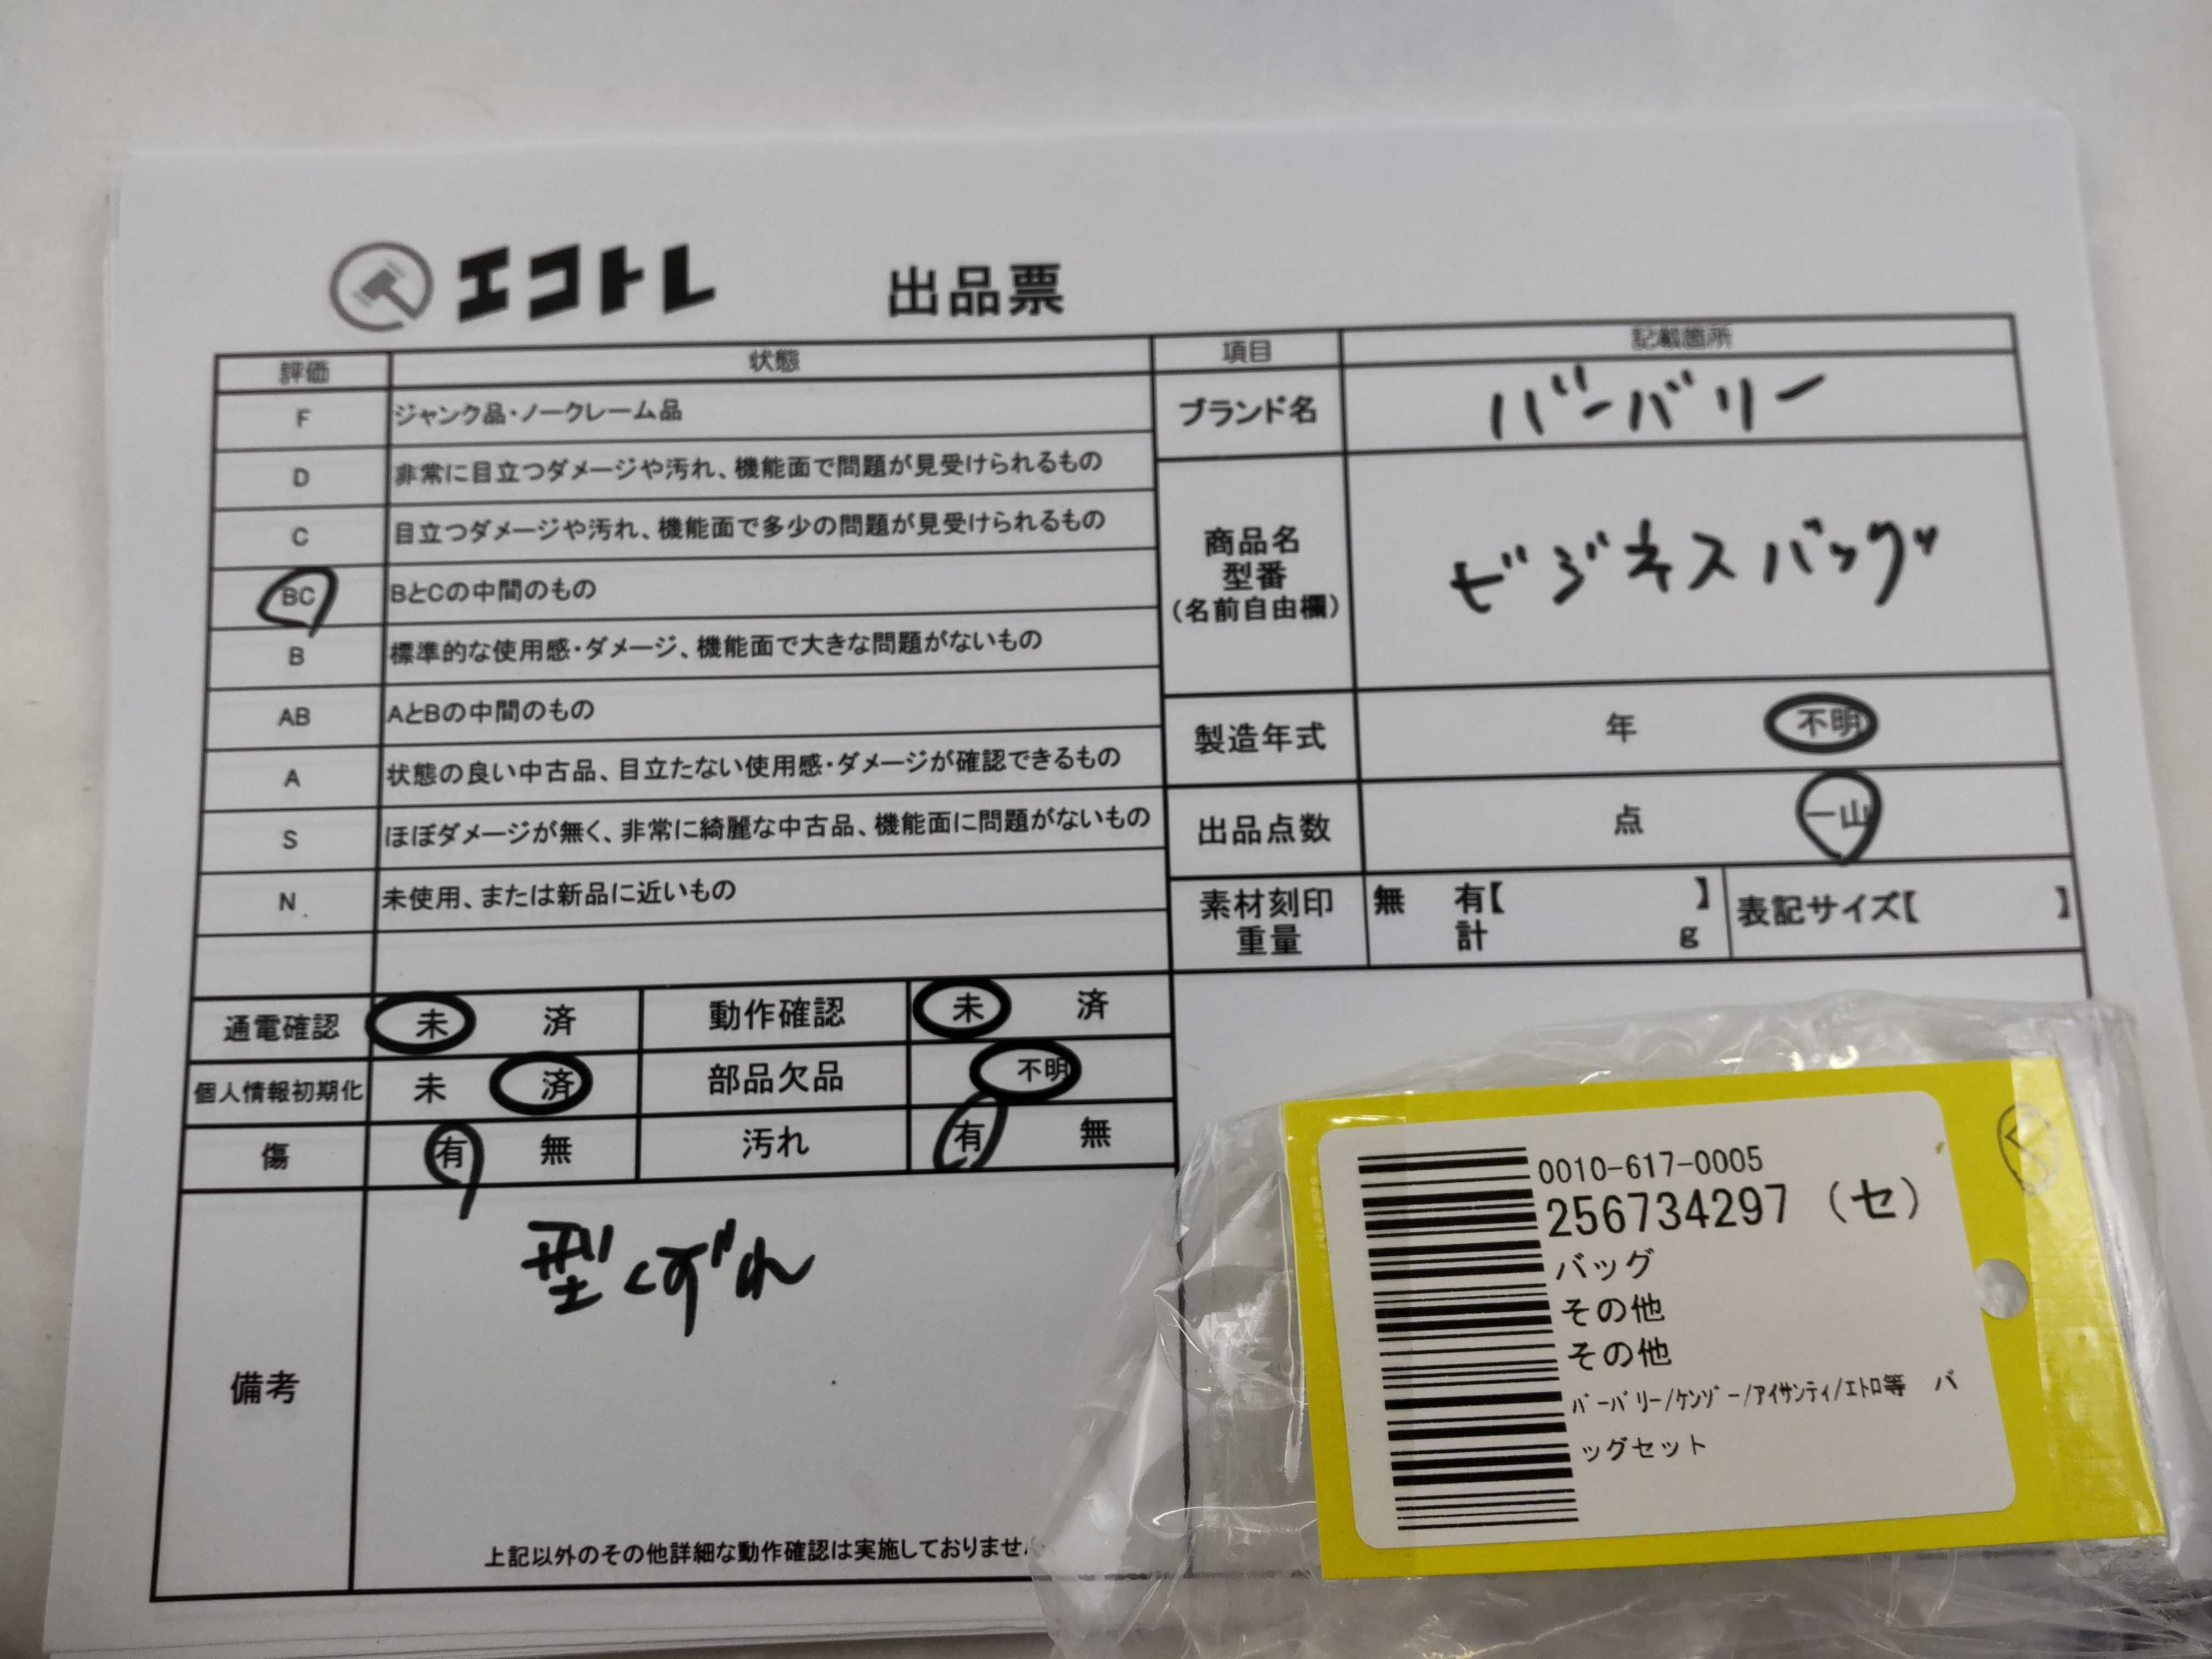 エコトレ 出品票
評価 状態 項目 記載箇所
F ジャンク品・ノークレーム品
ブランド名 バーバリー
D 非常に目立つダメージや汚れ、機能面で問題が見受けられるもの
C 目立つダメージや汚れ、機能面で多少の問題が見受けられるもの
商品名
型番
(名前自由欄)
ビジネスバッグ
BC BとCの中間のもの
B 標準的な使用感・ダメージ、機能面で大きな問題がないもの
AB AとBの中間のもの
製造年式 年 不明
A 状態の良い中古品、目立たない使用感・ダメージが確認できるもの
出品点数 点 一山
S ほぼダメージが無く、非常に綺麗な中古品、機能面に問題がないもの
N 未使用、または新品に近いもの
素材刻印 無 有【 】 表記サイズ【 】
重量 計 g
通電確認 未 済 動作確認 未 済
個人情報初期化 未 済 部品欠品 不明
傷 有 無 汚れ 有 無
備考
型くずれ
上記以外のその他詳細な動作確認は実施しておりませ
0010-617-0005
256734297 (セ)
バッグ
その他
その他
ﾊﾞｰﾊﾞﾘｰ/ｹﾝｿﾞｰ/ｱｲｻﾝﾃｨ/ｴﾄﾛ等 バ
ッグセット